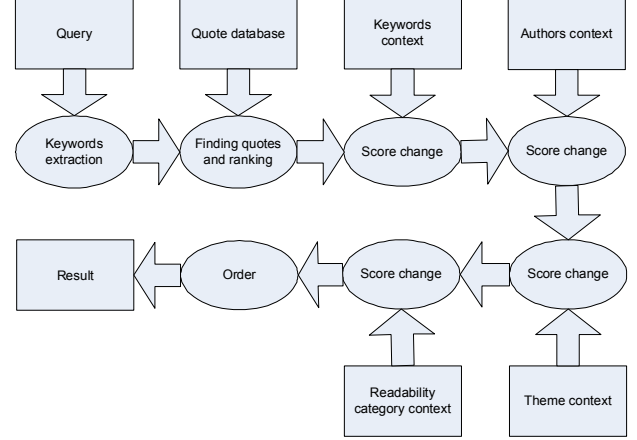 Query
Quote database
Keywords
context
Authors context
Keywords
extraction
Finding quotes
and ranking
Score change
Score change
Result
Order
Score change
Score change
Readability
category context
Theme context